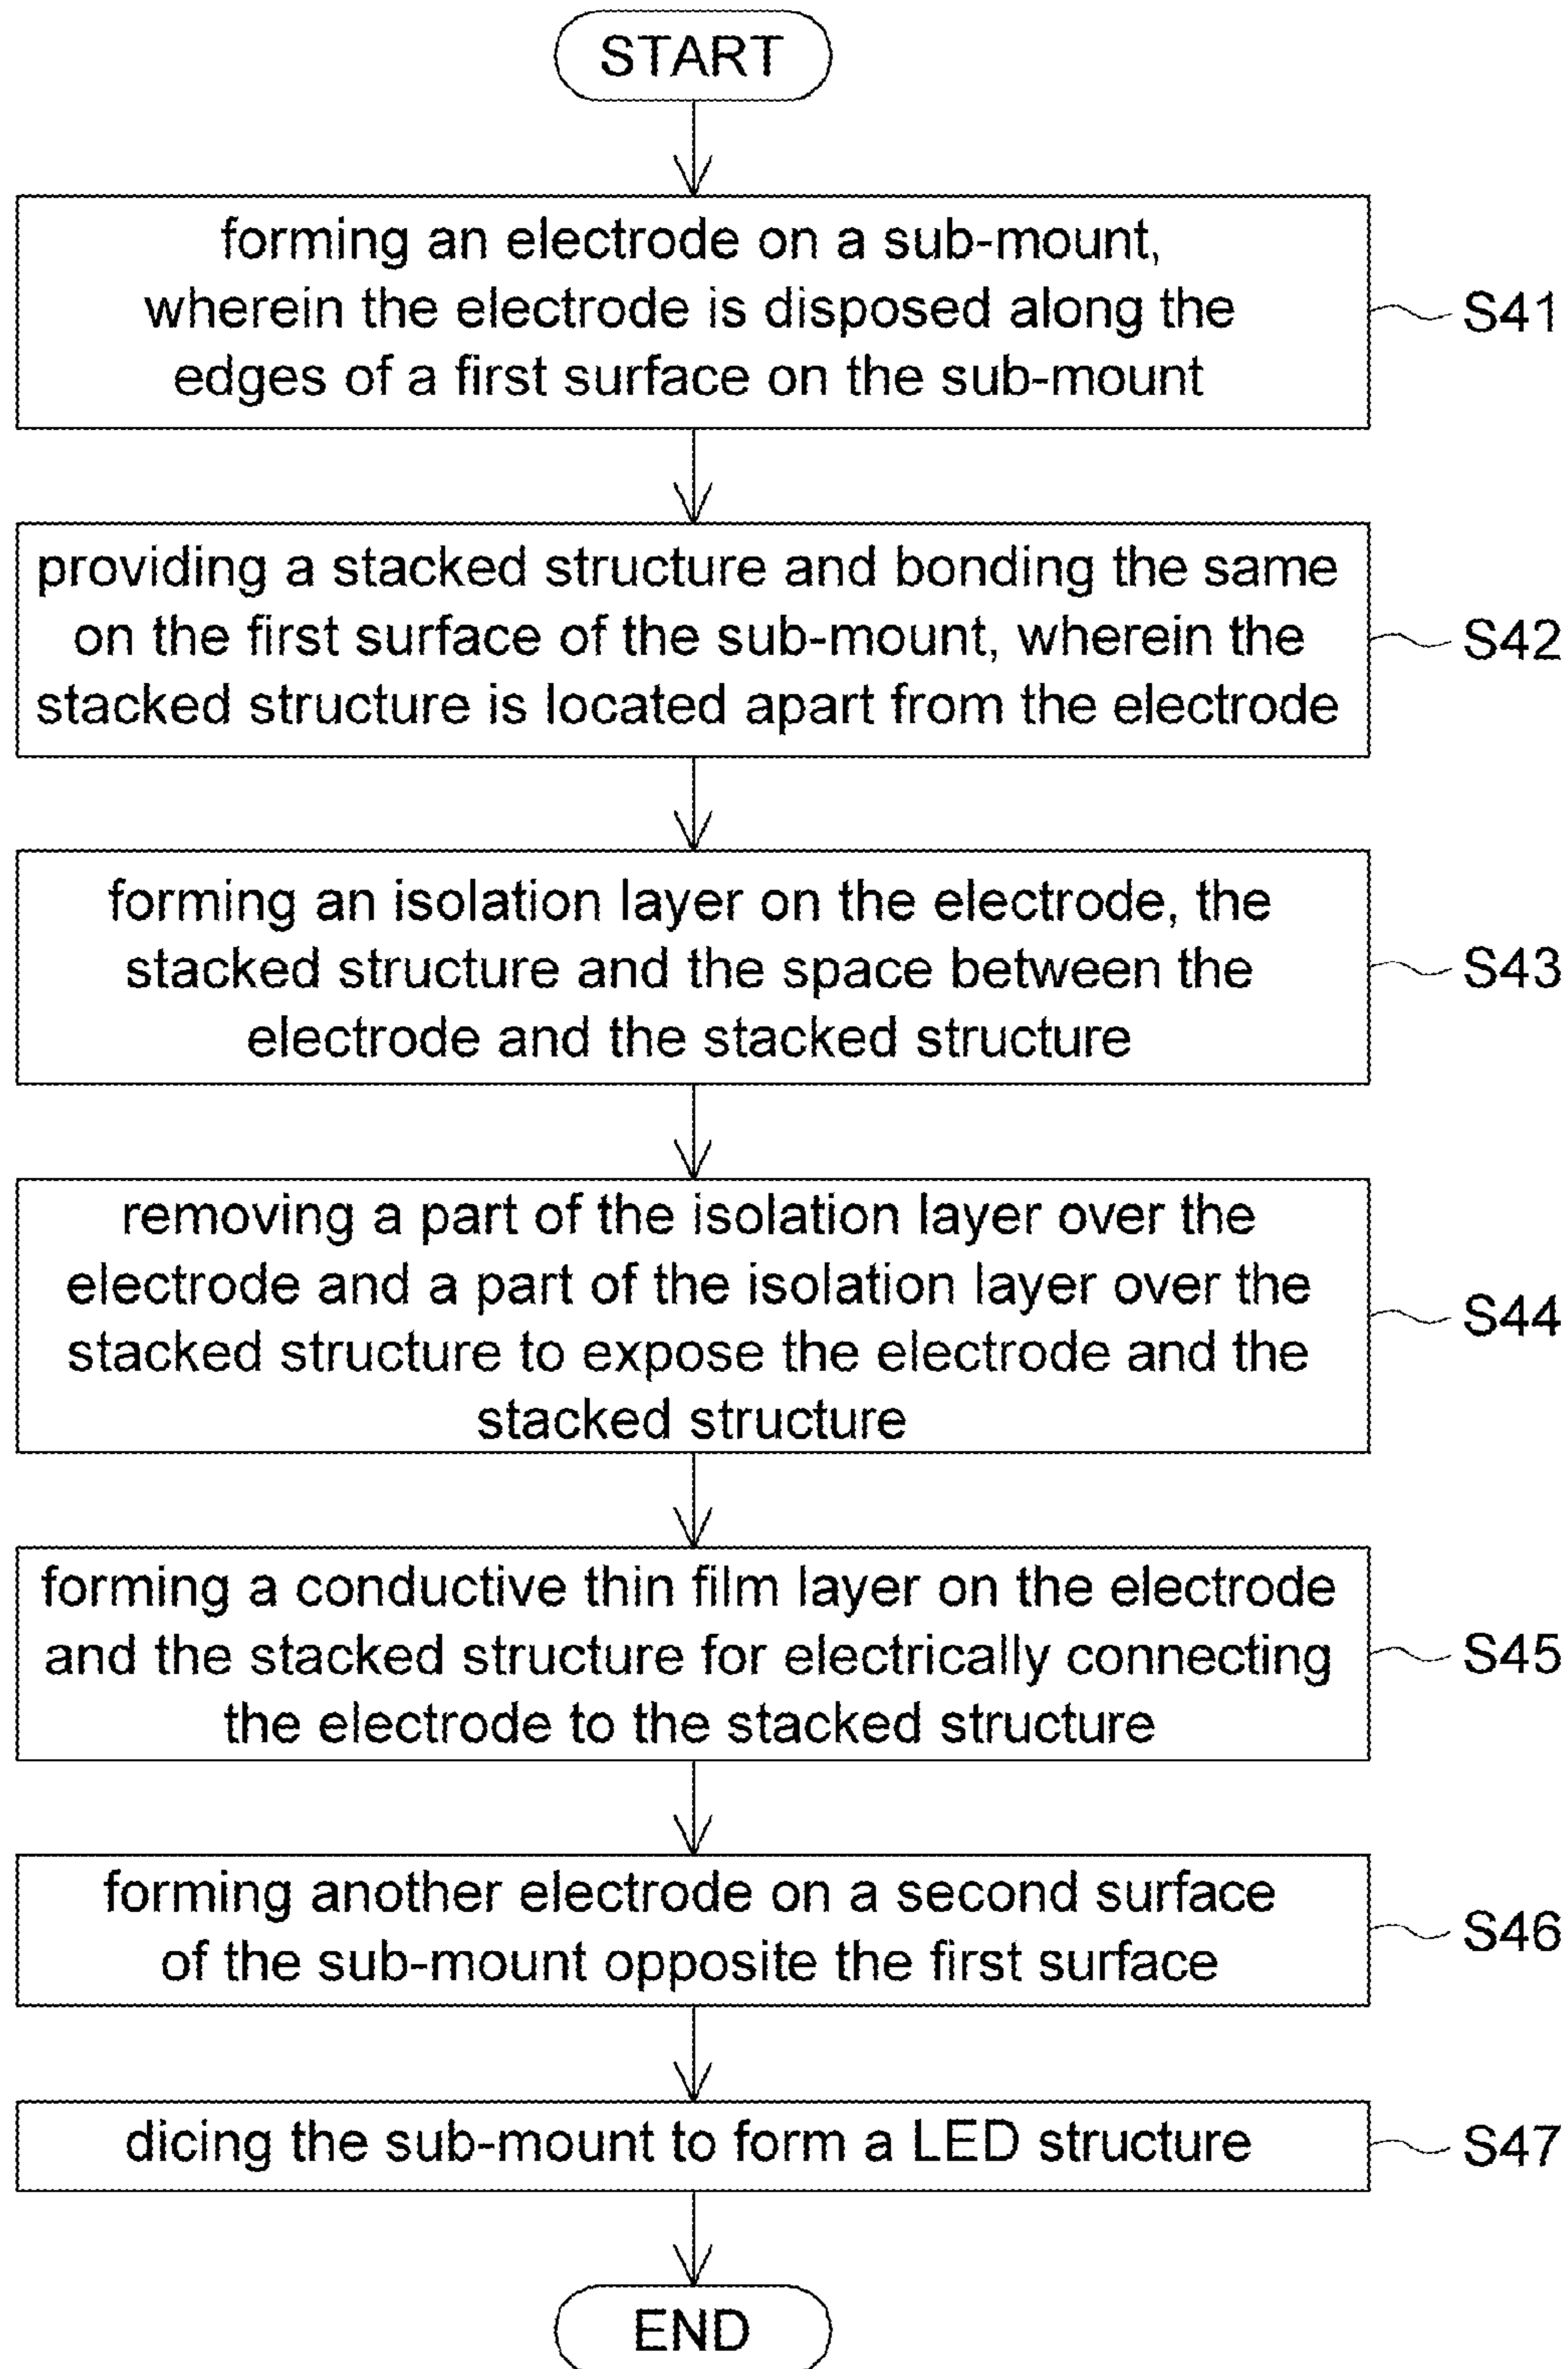 START
forming an electrode on a sub-mount,
wherein the electrode is disposed along the
edges of a first surface on the sub-mount
S41
providing a stacked structure and bonding the same
on the first surface of the sub-mount, wherein the
stacked structure is located apart from the electrode
S42
forming an isolation layer on the electrode, the
stacked structure and the space between the
electrode and the stacked structure
S43
removing a part of the isolation layer over the
electrode and a part of the isolation layer over the
stacked structure to expose the electrode and the
stacked structure
S44
forming a conductive thin film layer on the electrode
and the stacked structure for electrically connecting
the electrode to the stacked structure
S45
forming another electrode on a second surface
of the sub-mount opposite the first surface
S46
dicing the sub-mount to form a LED structure
S47
END